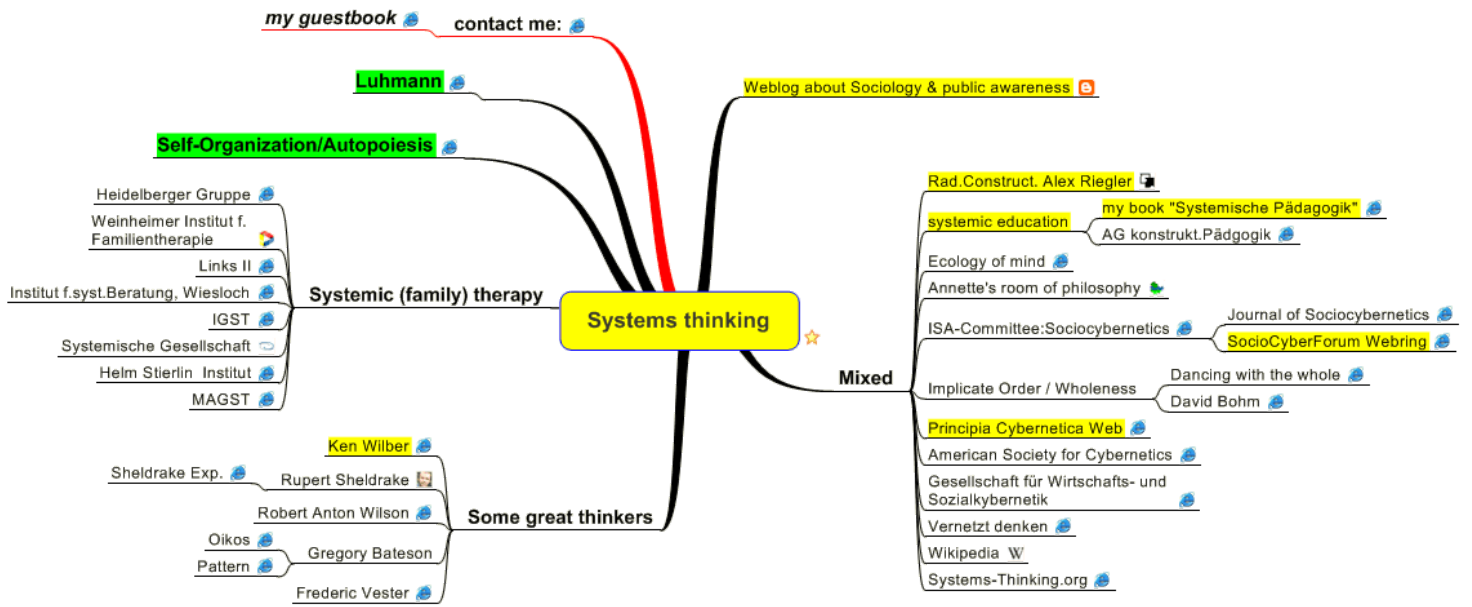 my guestbook
contact me:
Luhmann
Self-Organization/Autopoiesis
Heidelberger Gruppe
Weinheimer Institut f.
Familientherapie
Links II
Institut f.syst.Beratung, Wiesloch
IGST
Systemische Gesellschaft
Helm Stierlin Institut
MAGST
Systemic (family) therapy
Systems thinking
Ken Wilber
Sheldrake Exp.
Rupert Sheldrake
Robert Anton Wilson
Oikos
Pattern
Gregory Bateson
Frederic Vester
Some great thinkers
Weblog about Sociology & public awareness
Mixed
Rad.Construct. Alex Riegler
systemic education
my book "Systemische Pädagogik"
AG konstrukt.Pädgogik
Ecology of mind
Annette's room of philosophy
ISA-Committee:Sociocybernetics
Journal of Sociocybernetics
SocioCyberForum Webring
Implicate Order / Wholeness
Dancing with the whole
David Bohm
Principia Cybernetica Web
American Society for Cybernetics
Gesellschaft für Wirtschafts- und
Sozialkybernetik
Vernetzt denken
Wikipedia W
Systems-Thinking.org